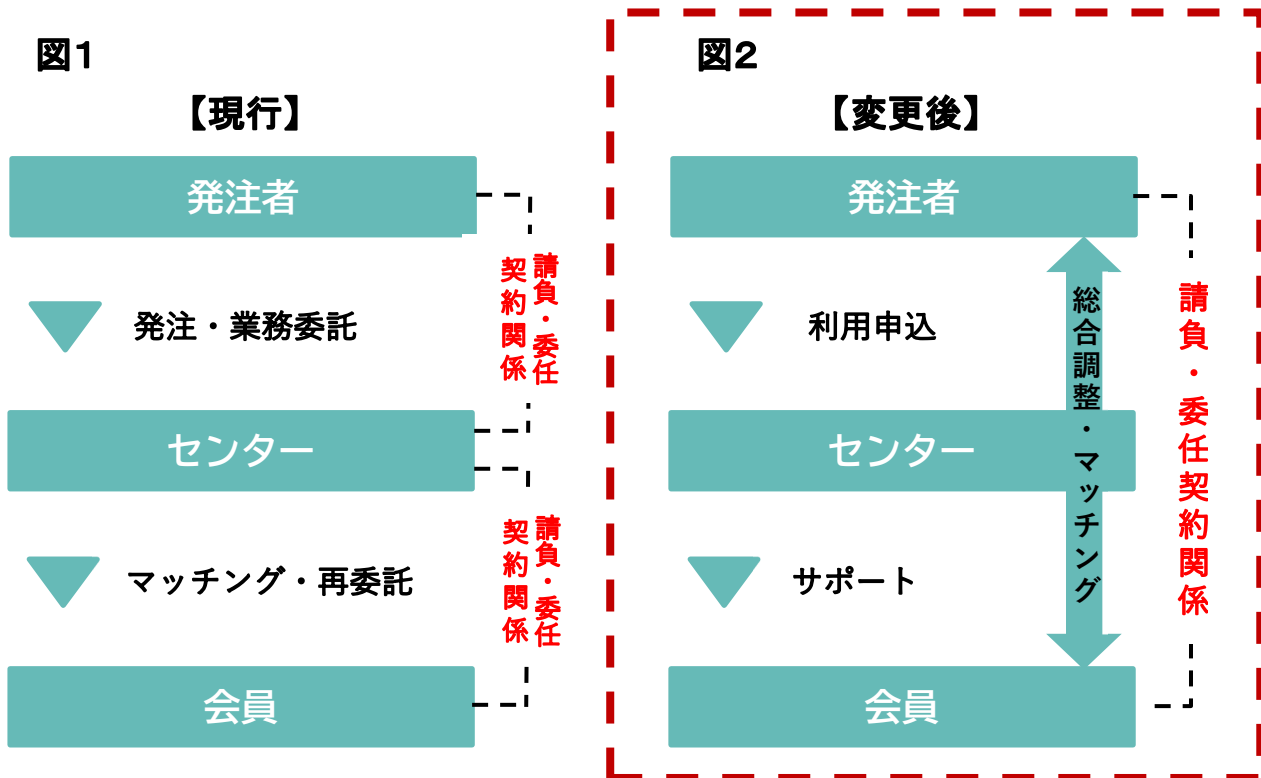 図1
【現行】
発注者
発注・業務委託
請負・委任
契約関係
センター
マッチング・再委託
請負・委任
契約関係
会員
図2
【変更後】
発注者
利用申込
総合調整・マッチング
請負・委任契約関係
センター
サポート
会員